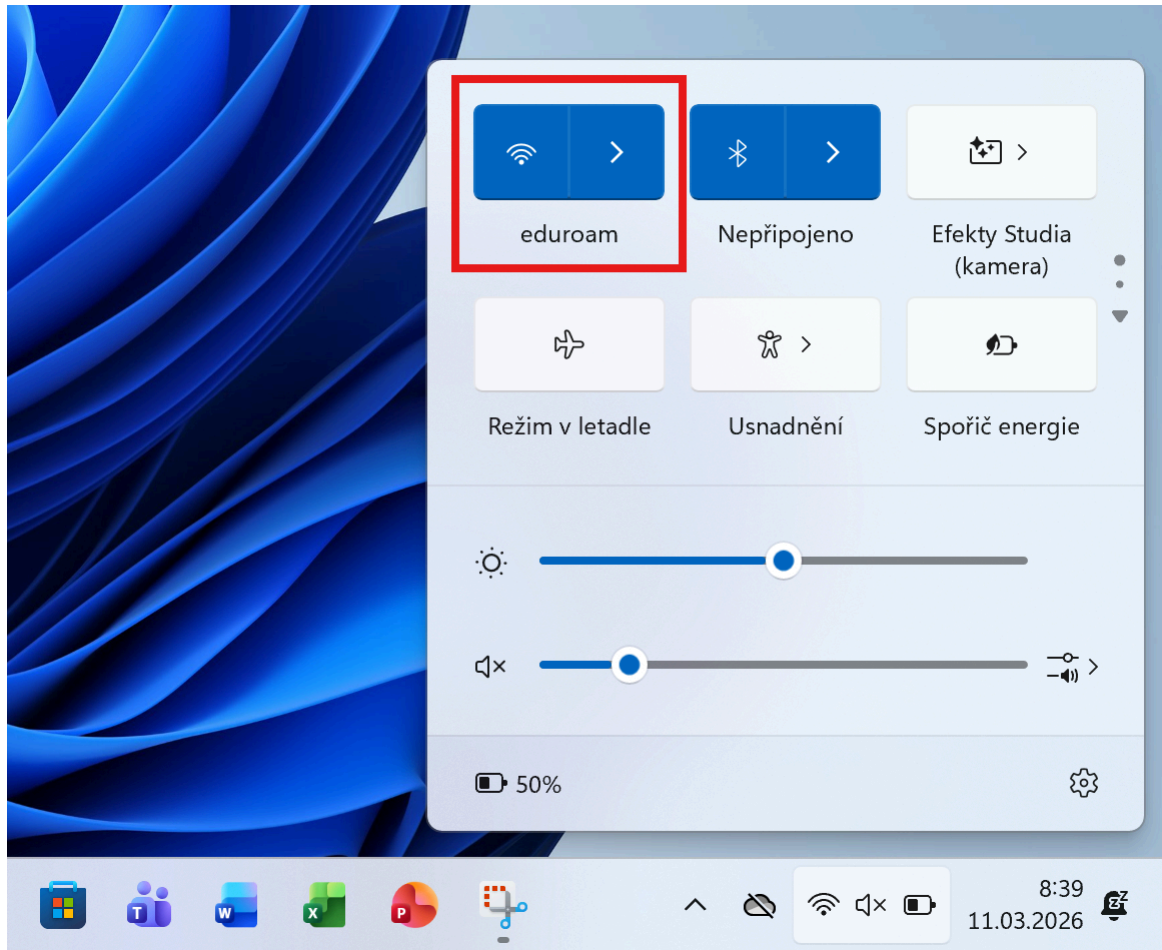 eduroam
Nepřipojeno
Efekty Studia
(kamera)
Režim v letadle
Usnadnění
Spořič energie
50%
T
W
X
P
8:39
11.03.2026